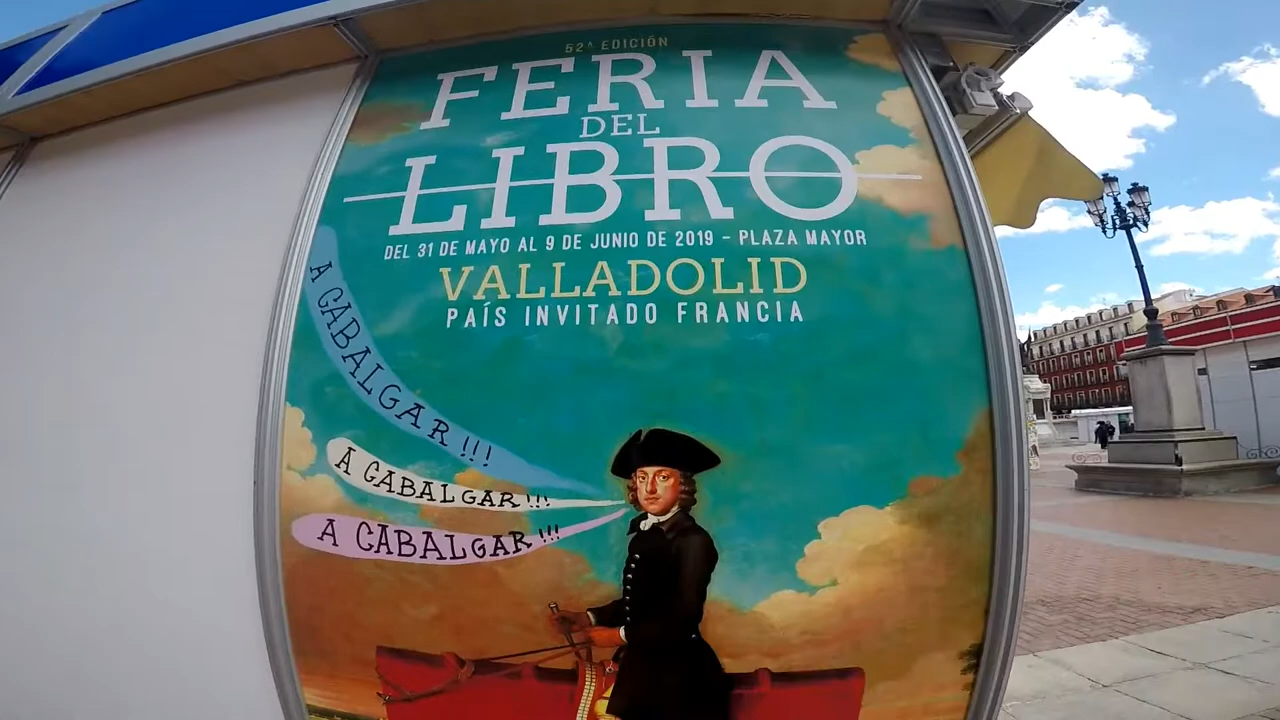 52ª EDICIÓN
FERIA
DEL
LIBRO
DEL 31 DE MAYO AL 9 DE JUNIO DE 2019 - PLAZA MAYOR
VALLADOLID
PAÍS INVITADO FRANCIA
A CABALGAR!!!
A CABALGAR!!!
A CABALGAR!!!